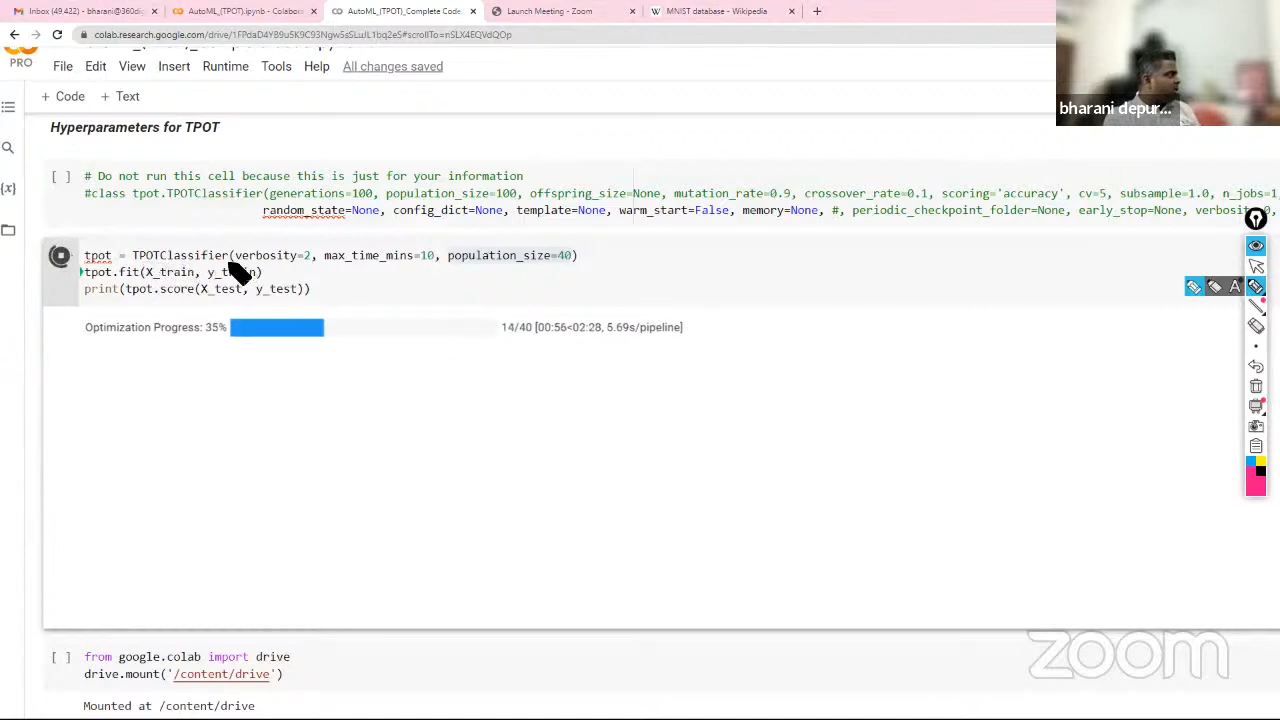 Inbox (49,422) - bharani@360dig
AutoML_(TPOT).ipynb - Colabora
AutoML_(TPOT)_Complete Code.
Launch Meeting - Zoom
MNIST database - Wikipedia
colab.research.google.com/drive/
PRO
File Edit View Insert Runtime Tools Help All changes saved
+ Code + Text
bharani depur...
Hyperparameters for TPOT
[ ] # Do not run this cell because this is just for your information
#class tpot.TPOTClassifier(generations=100, population_size=100, offspring_size=None, mutation_rate=0.9, crossover_rate=0.1, scoring='accuracy', cv=5, subsample=1.0, n_jobs=1
random_state=None, config_dict=None, template=None, warm_start=False, memory=None, #, periodic_checkpoint_folder=None, early_stop=None, verbosity=0,
tpot = TPOTClassifier(verbosity=2, max_time_mins=10, population_size=40)
tpot.fit(X_train, y_train)
print(tpot.score(X_test, y_test))
Optimization Progress: 35% 14/40 [00:56<02:28, 5.69s/pipeline]
[ ] from google.colab import drive
drive.mount('/content/drive')
Mounted at /content/drive
zoom